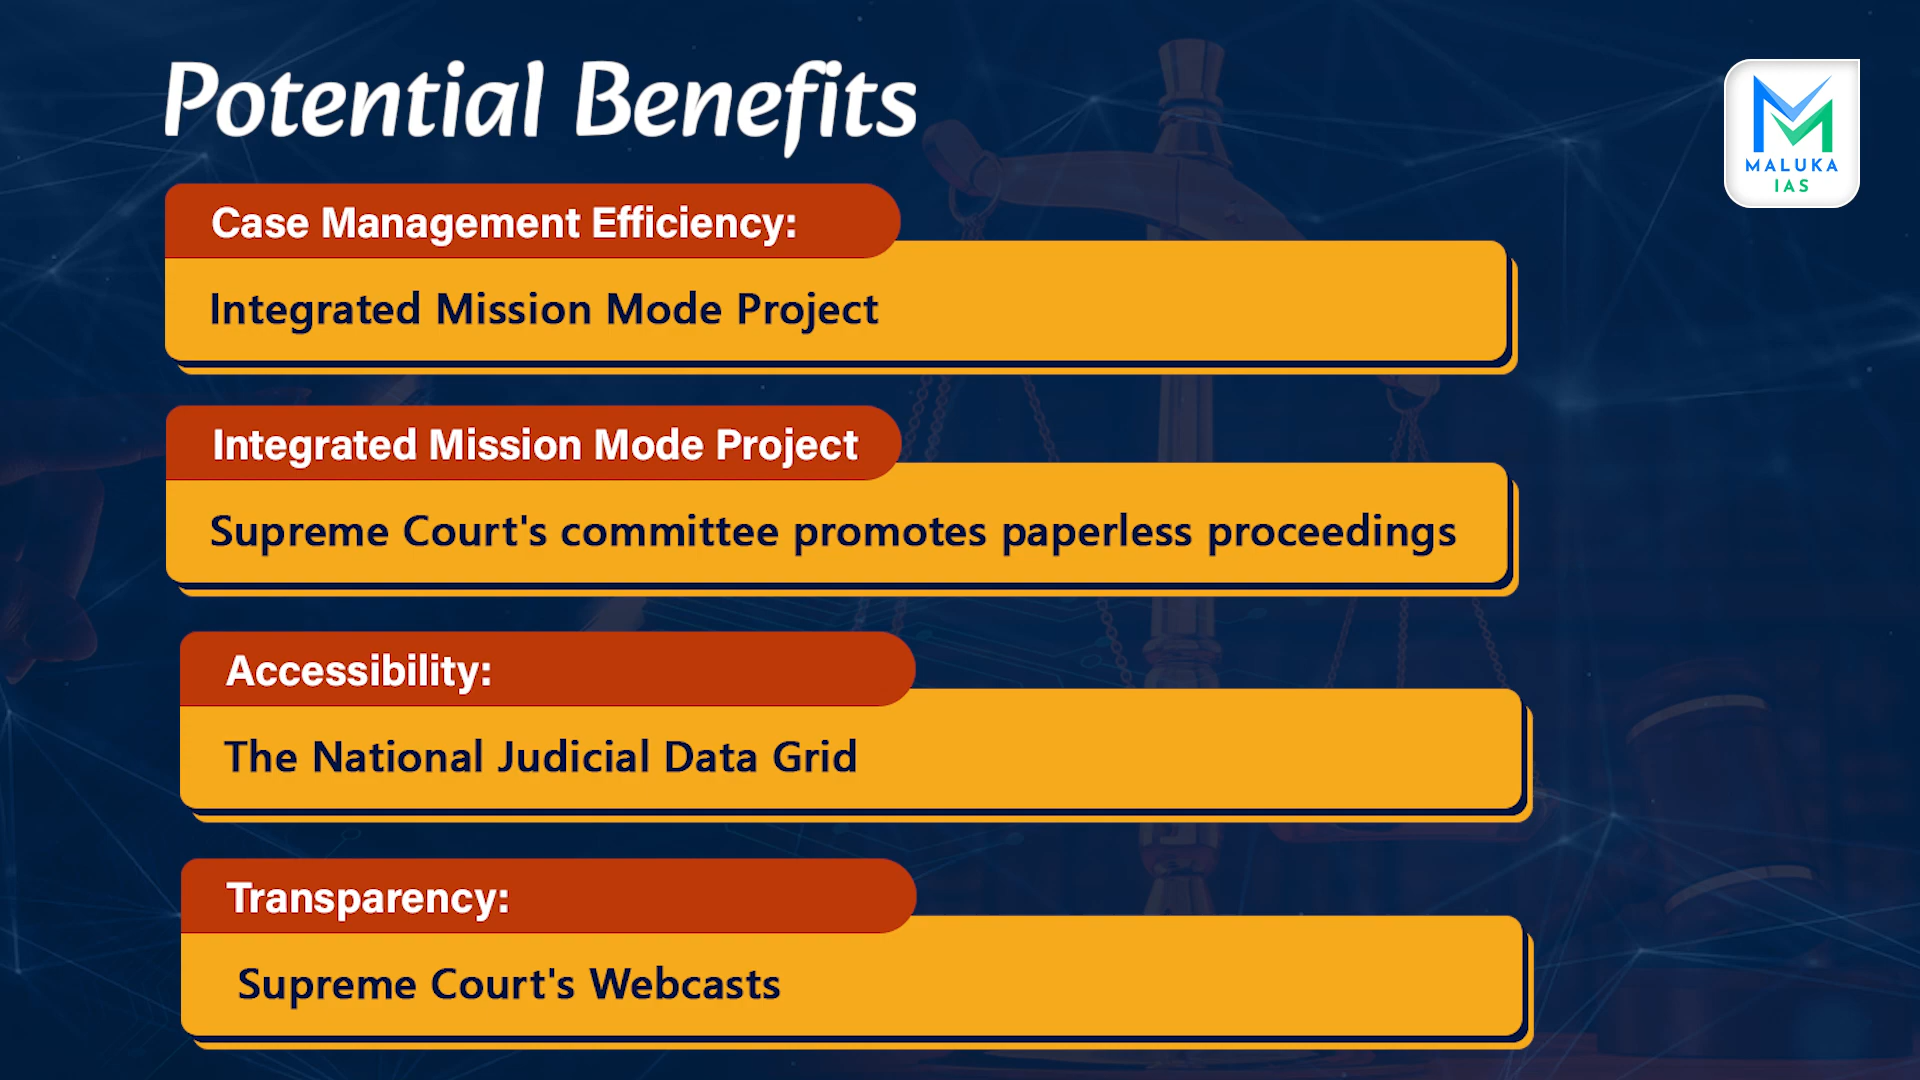 Potential Benefits
MALUKA
IAS
Case Management Efficiency:
Integrated Mission Mode Project
Integrated Mission Mode Project
Supreme Court's committee promotes paperless proceedings
Accessibility:
The National Judicial Data Grid
Transparency:
Supreme Court's Webcasts